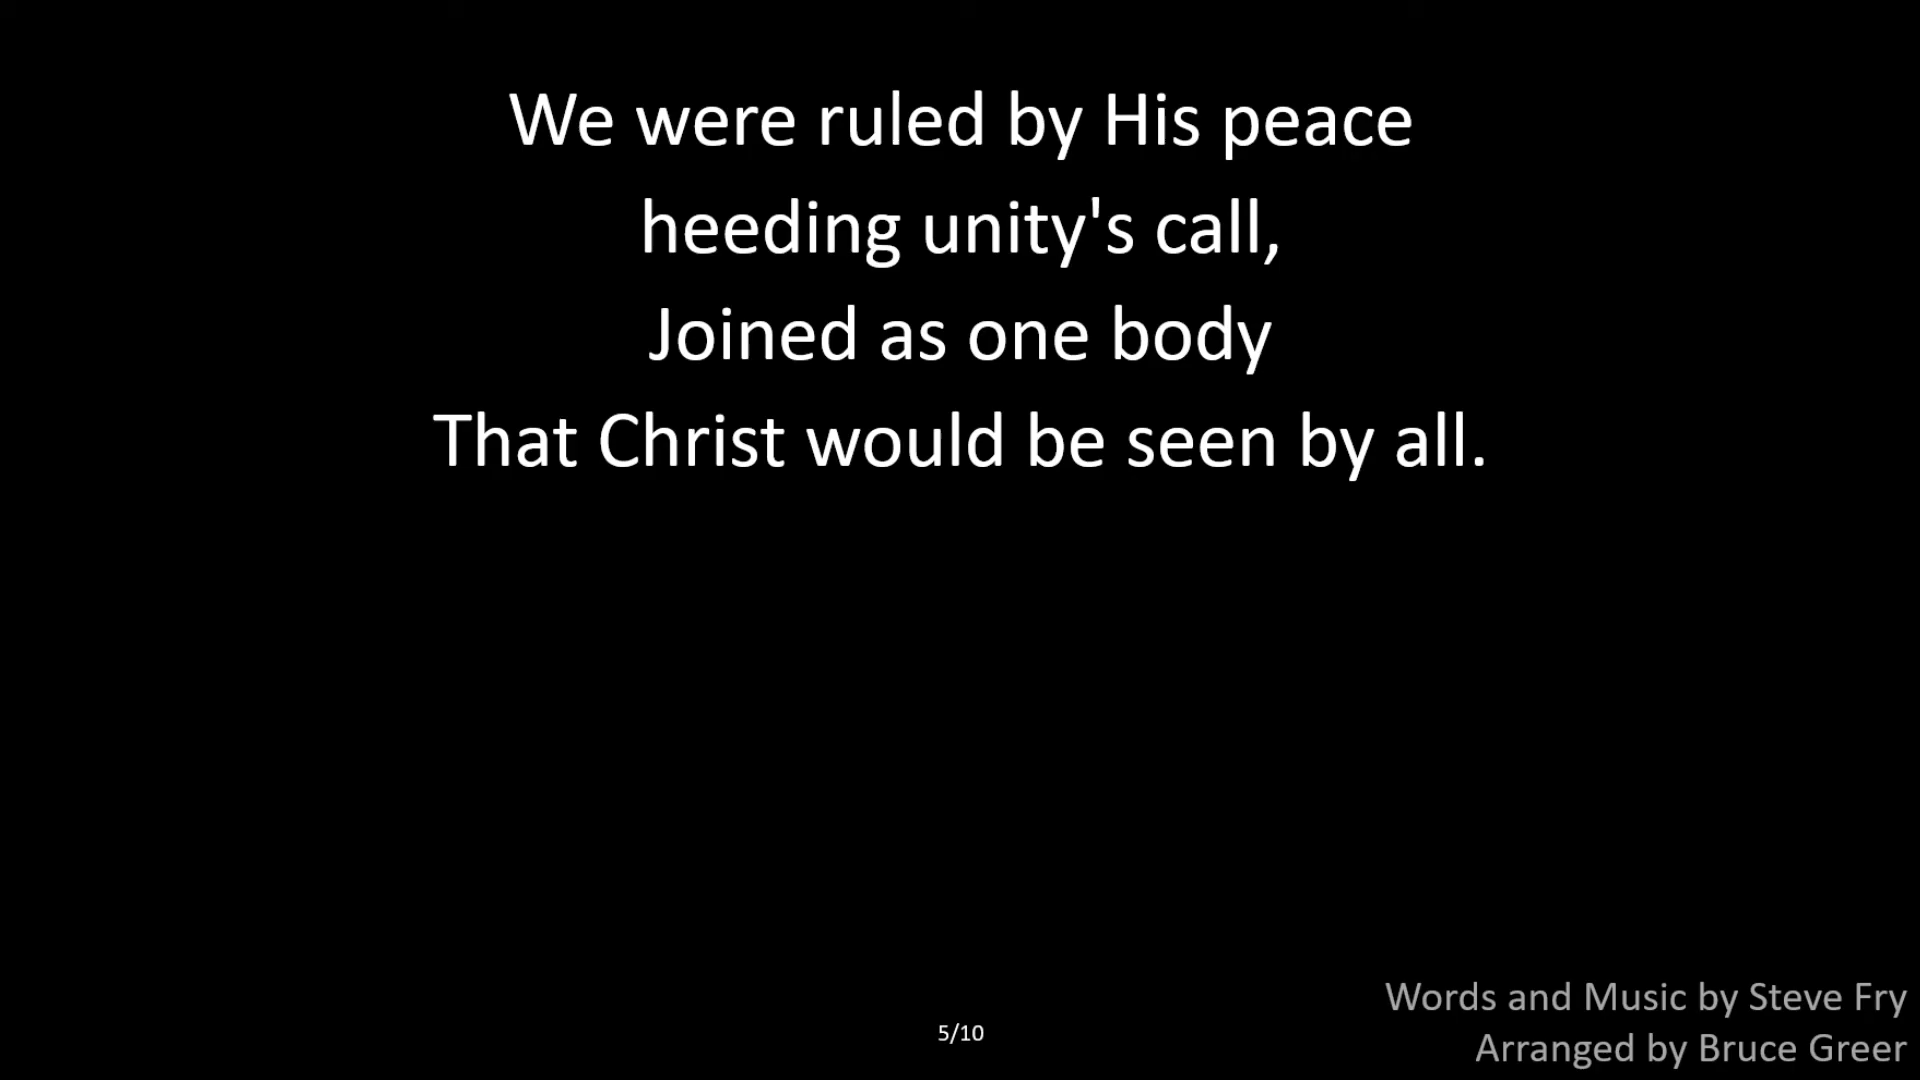 We were ruled by His peace
heeding unity's call,
Joined as one body
That Christ would be seen by all.
Words and Music by Steve Fry
5/10
Arranged by Bruce Greer